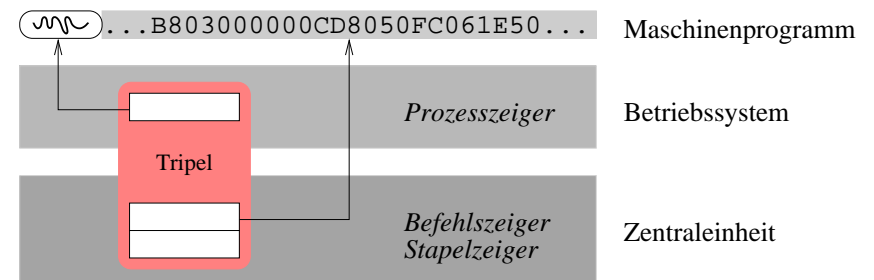 ...B803000000CD8050FC061E50...
Maschinenprogramm
Prozesszeiger
Betriebssystem
Tripel
Befehlszeiger
Stapelzeiger
Zentraleinheit